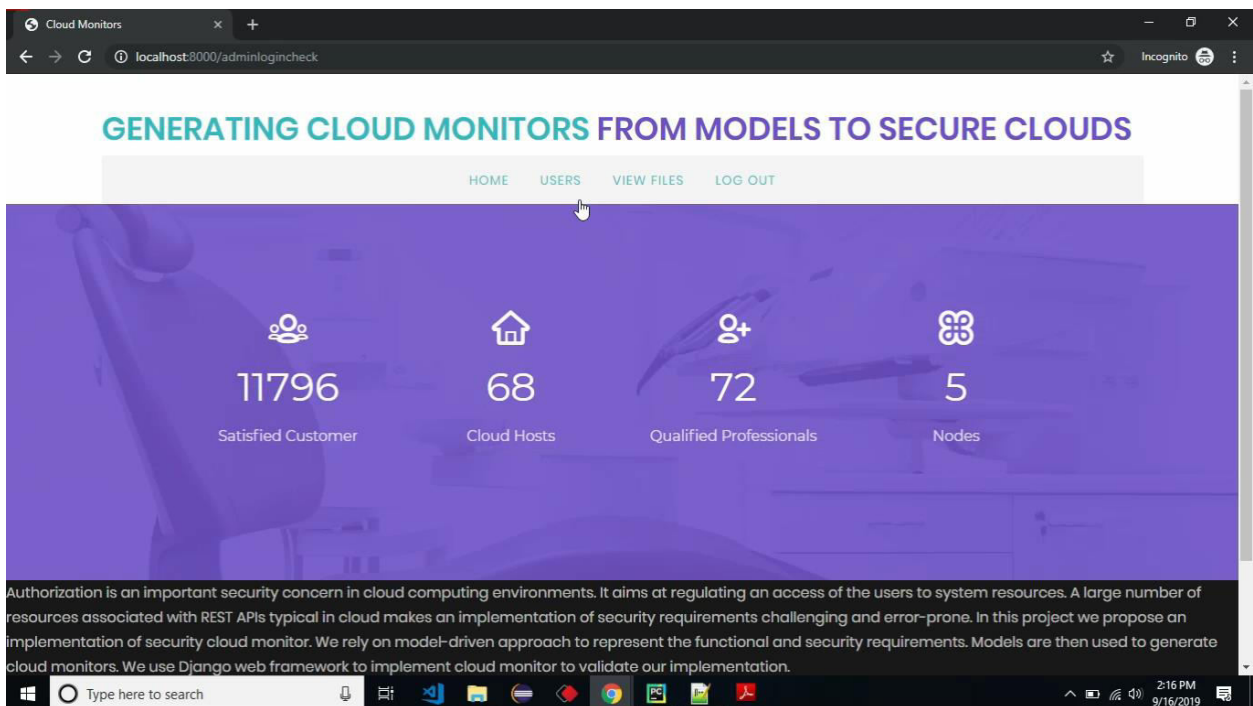 Cloud Monitors
localhost:8000/adminlogincheck
Incognito
GENERATING CLOUD MONITORS FROM MODELS TO SECURE CLOUDS
HOME USERS VIEW FILES LOG OUT
11796 68 72 5
Satisfied Customer Cloud Hosts Qualified Professionals Nodes
Authorization is an important security concern in cloud computing environments. It aims at regulating an access of the users to system resources. A large number of
resources associated with REST APIs typical in cloud makes an implementation of security requirements challenging and error-prone. In this project we propose an
implementation of security cloud monitor. We rely on model-driven approach to represent the functional and security requirements. Models are then used to generate
cloud monitors. We use Django web framework to implement cloud monitor to validate our implementation.
Type here to search
PC
2:16 PM
9/16/2019